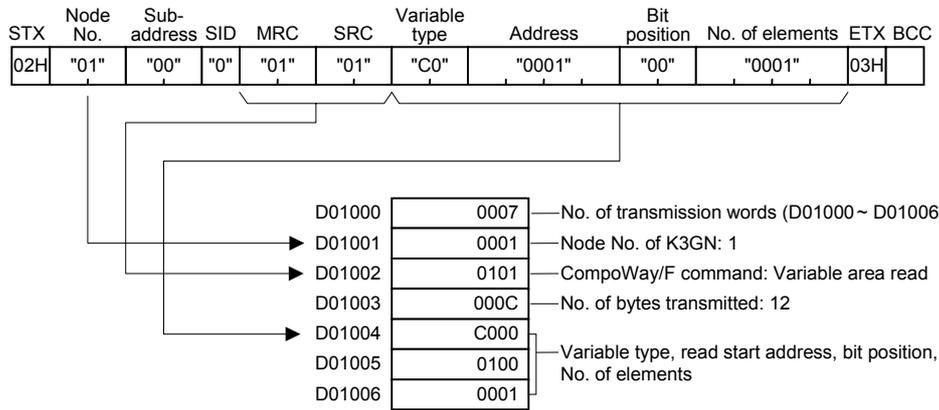 STX Node No. Sub-address SID MRC SRC Variable type Address Bit position No. of elements ETX BCC
02H "01" "00" "0" "01" "01" "C0" "0001" "00" "0001" 03H
D01000 0007 No. of transmission words (D01000~ D01006
D01001 0001 Node No. of K3GN: 1
D01002 0101 CompoWay/F command: Variable area read
D01003 000C No. of bytes transmitted: 12
D01004 C000
Variable type, read start address, bit position,
D01005 0100
No. of elements
D01006 0001